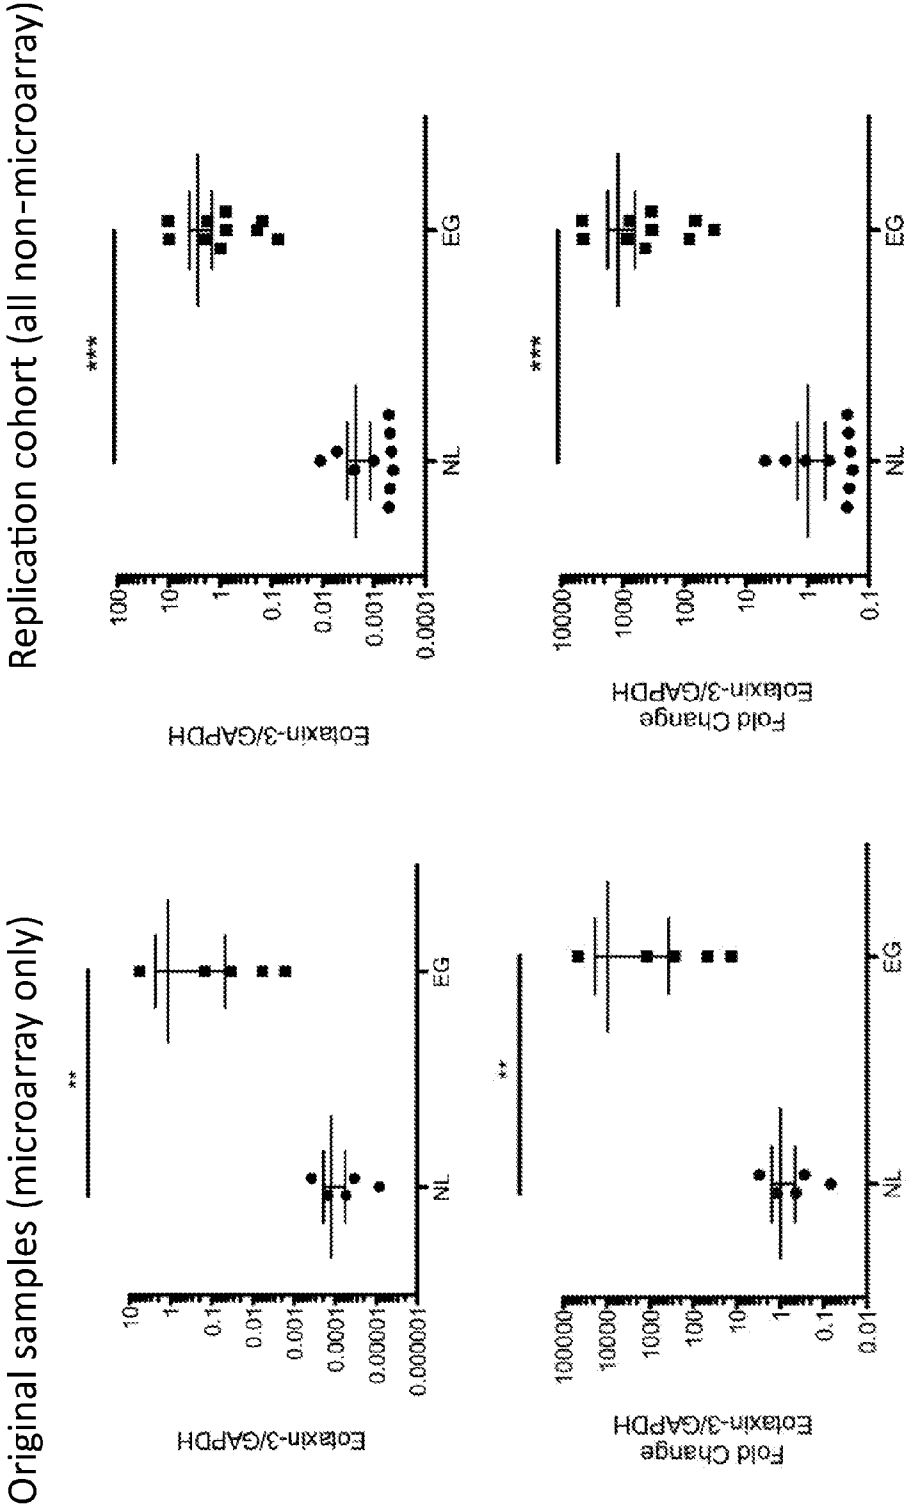 Original samples (microarray only)
Eotaxin-3/GAPDH
10
1
0.1
0.01
0.001
0.0001
0.00001
0.000001
**
NL
EG
Fold Change
Eotaxin-3/GAPDH
100000
10000
1000
100
10
1
0.1
0.01
**
NL
EG
Replication cohort (all non-microarray)
Eotaxin-3/GAPDH
100
10
1
0.1
0.01
0.001
0.0001
***
NL
EG
Fold Change
Eotaxin-3/GAPDH
10000
1000
100
10
1
0.1
***
NL
EG